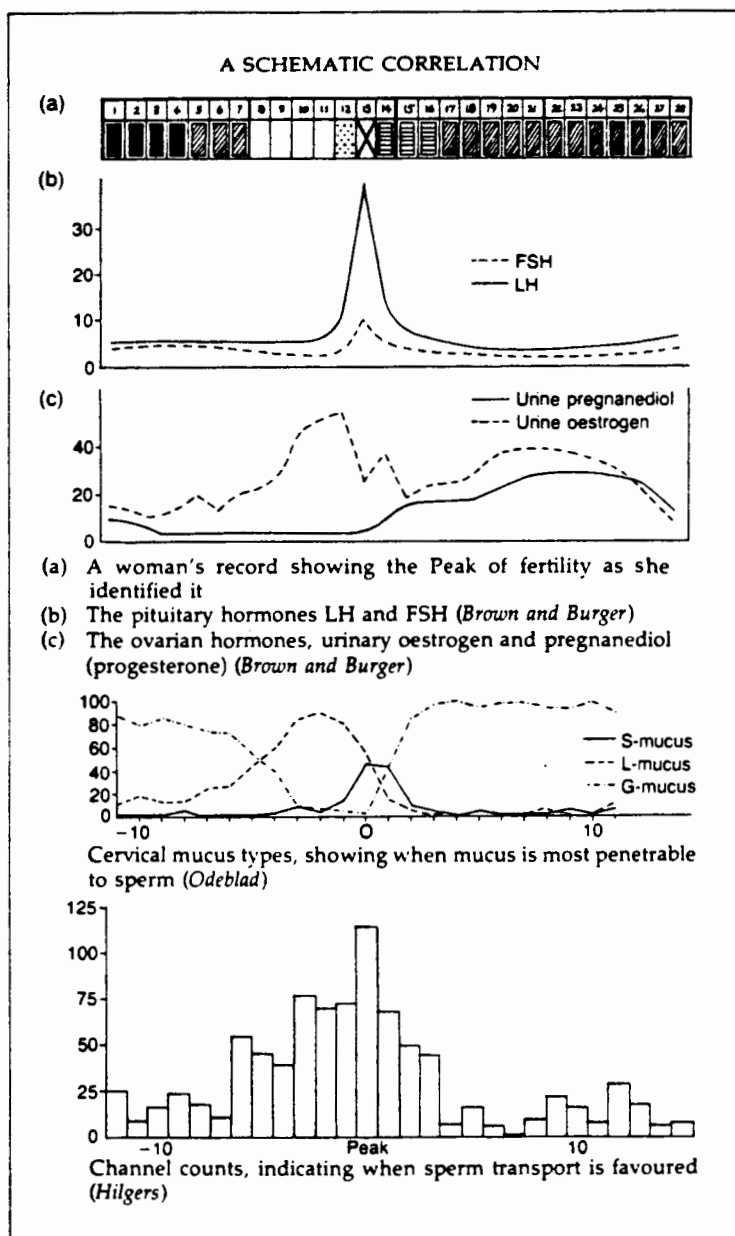 A SCHEMATIC CORRELATION
(a)
1 2 3 4 5 6 7 8 9 10 11 12 13 14 15 16 17 18 19 20 21 22 23 24 25 26 27 28
(b)
30
20
10
0
FSH
LH
(c)
40
20
0
Urine pregnanediol
Urine oestrogen
(a) A woman's record showing the Peak of fertility as she
identified it
(b) The pituitary hormones LH and FSH (Brown and Burger)
(c) The ovarian hormones, urinary oestrogen and pregnanediol
(progesterone) (Brown and Burger)
100
80
60
40
20
0
S-mucus
L-mucus
G-mucus
-10 0 10
Cervical mucus types, showing when mucus is most penetrable
to sperm (Odeblad)
125
100
75
50
25
0
-10 Peak 10
Channel counts, indicating when sperm transport is favoured
(Hilgers)